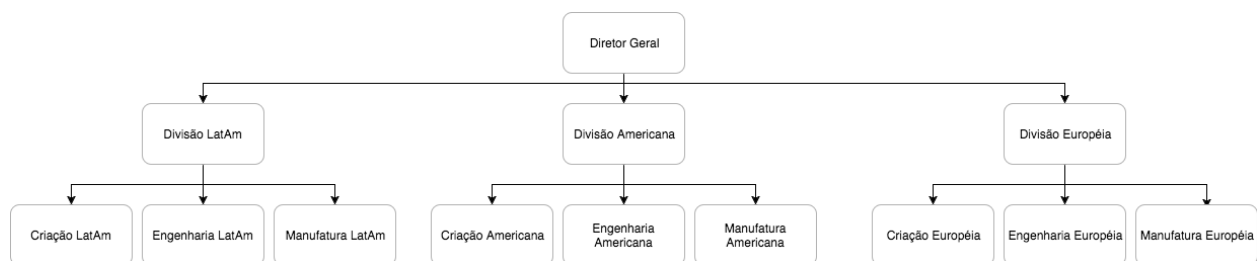 Diretor Geral
Divisão LatAm
Divisão Americana
Divisão Européia
Criação LatAm
Engenharia LatAm
Manufatura LatAm
Criação Americana
Engenharia
Americana
Manufatura
Americana
Criação Européia
Engenharia Européia
Manufatura Européia